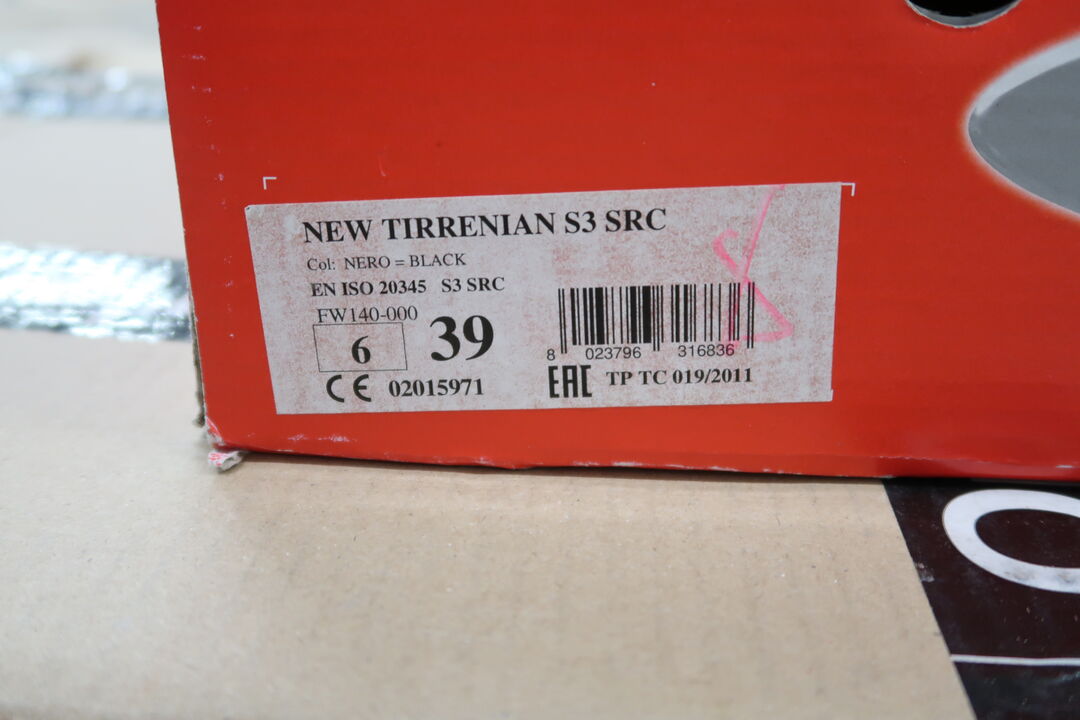 NEW TIRRENIAN S3 SRC
Col: NERO = BLACK
EN ISO 20345 S3 SRC
FW140-000
6 39
8 023796 316836
CE 02015971
EAC TP TC 019/2011